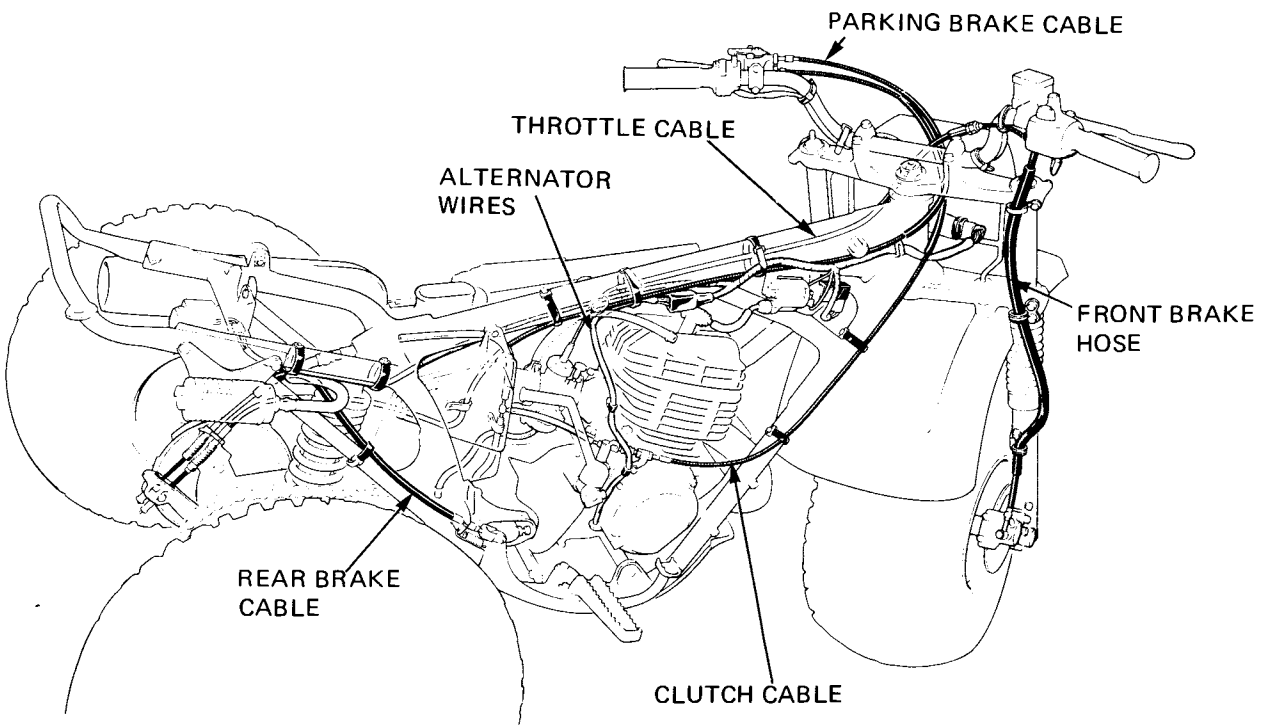 PARKING BRAKE CABLE
THROTTLE CABLE
ALTERNATOR
WIRES
FRONT BRAKE
HOSE
REAR BRAKE
CABLE
CLUTCH CABLE